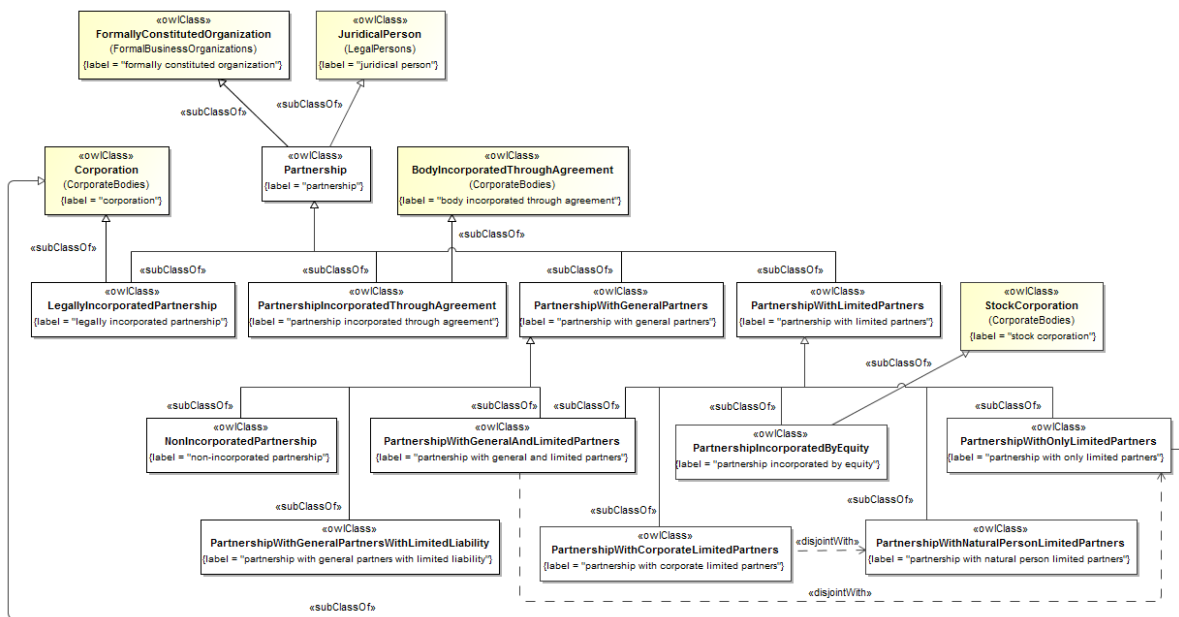 «owlClass»
FormallyConstitutedOrganization
(FormalBusinessOrganizations)
{label = "formally constituted organization"}
«owlClass»
JuridicalPerson
(LegalPersons)
{label = "juridical person"}
«subClassOf»
«subClassOf»
«owlClass»
Corporation
(CorporateBodies)
{label = "corporation"}
«owlClass»
Partnership
{label = "partnership"}
«owlClass»
BodyIncorporatedThroughAgreement
(CorporateBodies)
{label = "body incorporated through agreement"}
«subClassOf»
«subClassOf»
«subClassOf»
«subClassOf»
«subClassOf»
«subClassOf»
«owlClass»
LegallyIncorporatedPartnership
{label = "legally incorporated partnership"}
«owlClass»
PartnershipIncorporatedThroughAgreement
{label = "partnership incorporated through agreement"}
«owlClass»
PartnershipWithGeneralPartners
{label = "partnership with general partners"}
«owlClass»
PartnershipWithLimitedPartners
{label = "partnership with limited partners"}
«owlClass»
StockCorporation
(CorporateBodies)
{label = "stock corporation"}
«subClassOf»
«subClassOf»
«subClassOf»
«subClassOf»
«subClassOf»
«subClassOf»
«owlClass»
NonIncorporatedPartnership
{label = "non-incorporated partnership"}
«owlClass»
PartnershipWithGeneralAndLimitedPartners
{label = "partnership with general and limited partners"}
«owlClass»
PartnershipIncorporatedByEquity
{label = "partnership incorporated by equity"}
«owlClass»
PartnershipWithOnlyLimitedPartners
{label = "partnership with only limited partners"}
«subClassOf»
«subClassOf»
«subClassOf»
«owlClass»
PartnershipWithGeneralPartnersWithLimitedLiability
{label = "partnership with general partners with limited liability"}
«owlClass»
PartnershipWithCorporateLimitedPartners
{label = "partnership with corporate limited partners"}
«disjointWith»
«owlClass»
PartnershipWithNaturalPersonLimitedPartners
{label = "partnership with natural person limited partners"}
«disjointWith»
«subClassOf»